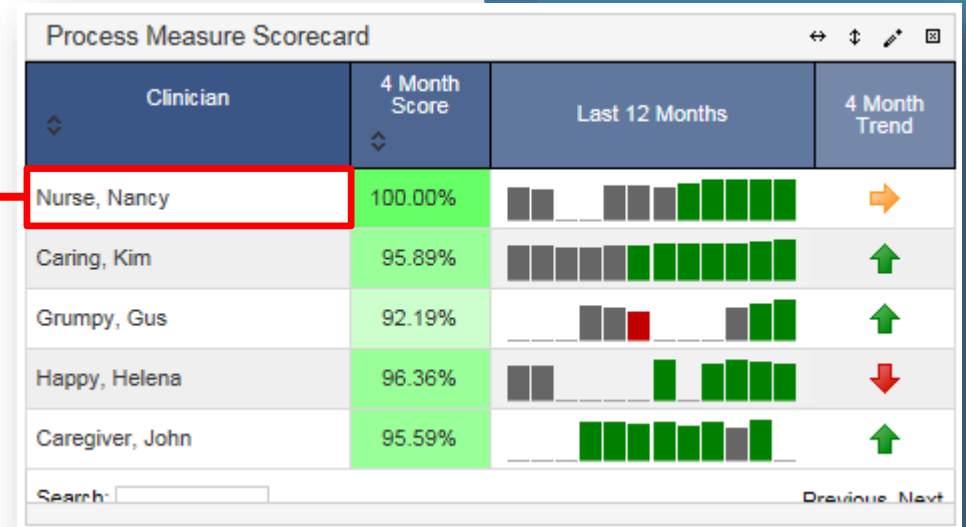 Process Measure Scorecard
Clinician
4 Month
Score
Last 12 Months
4 Month
Trend
Nurse, Nancy 100.00%
Caring, Kim 95.89%
Grumpy, Gus 92.19%
Happy, Helena 96.36%
Caregiver, John 95.59%
Search: Previous Next